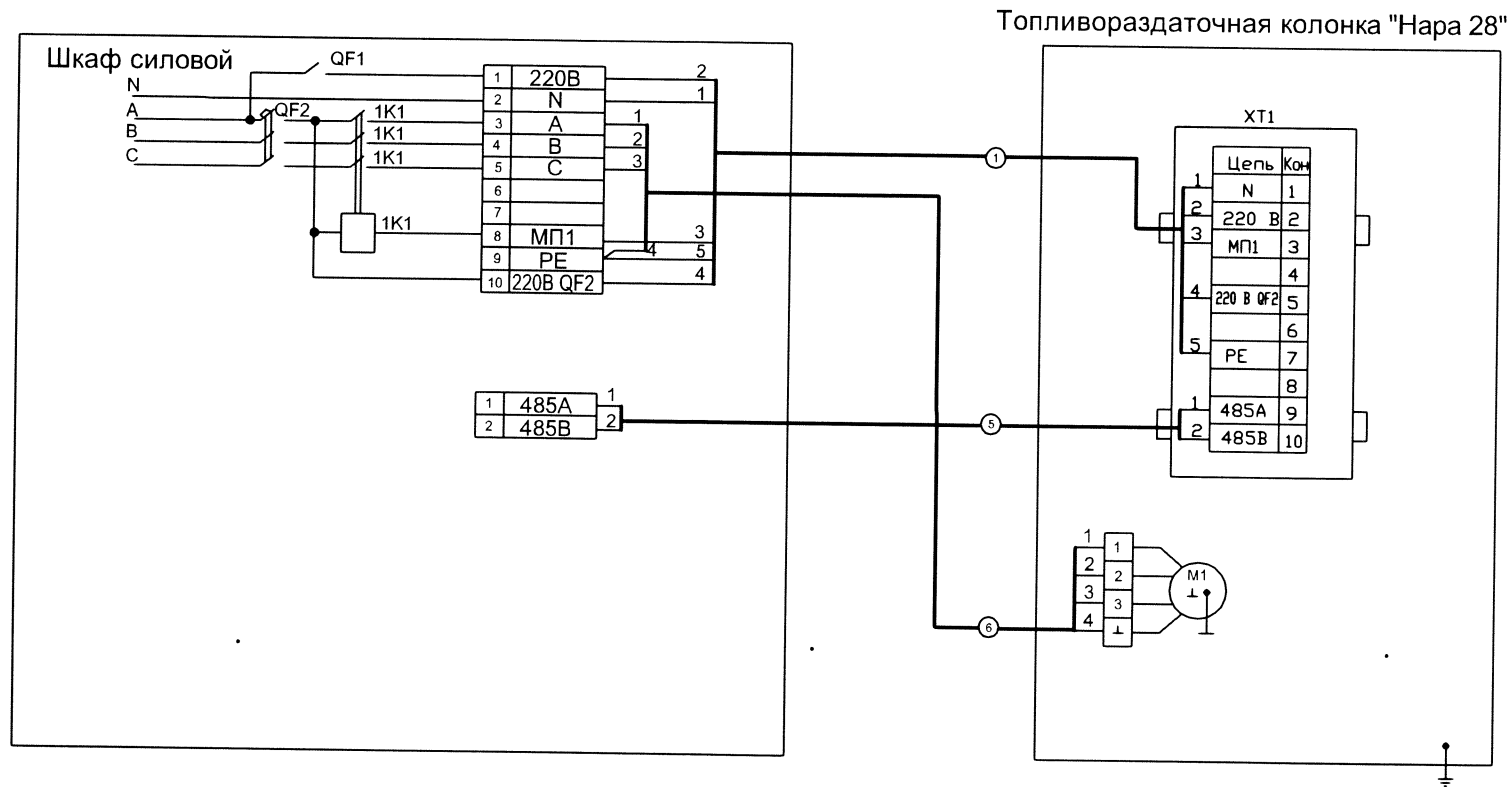 Топливораздаточная колонка "Нара 28"
Шкаф силовой
QF1
N
A
B
C
QF2
1К1
1К1
1К1
1К1
1 220В 2
2 N 1
3 А 1
4 В 2
5 С 3
6
7
8 МП1 3
9 PE 4 5
10 220В QF2 4
1 485A 1
2 485B 2
1
5
6
XT1
Цепь Кон
1 N 1
2 220 В 2
3 МП1 3
4
4 220 В QF2 5
6
5 PE 7
8
1 485A 9
2 485B 10
1 1
2 2
3 3
4
M1